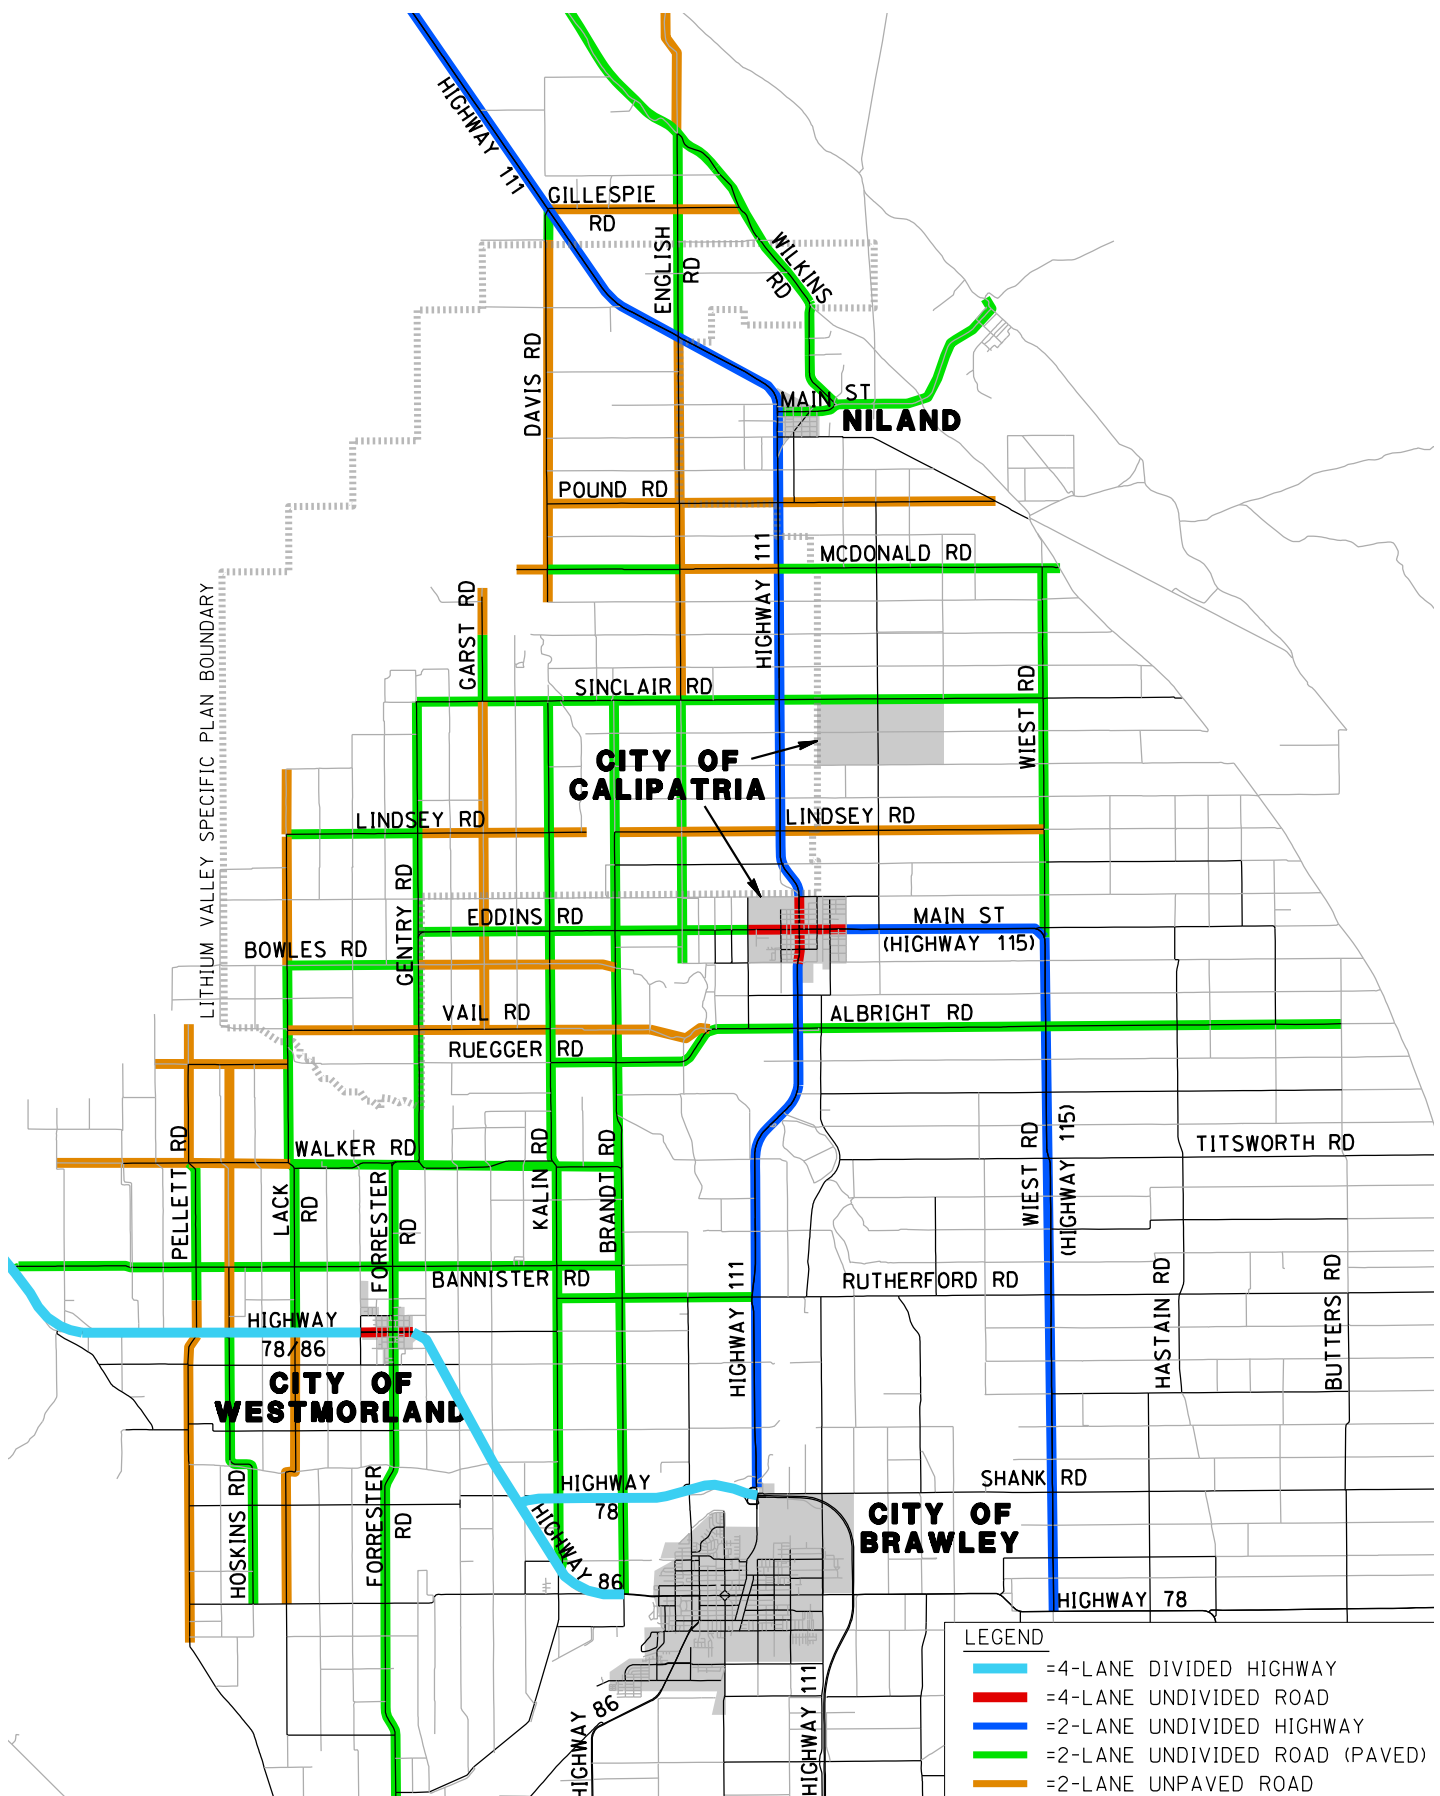 HIGHWAY 111
GILLESPIE
RD
ENGLISH
RD
WILKINS
RD
DAVIS RD
MAIN ST
NILAND
POUND RD
HIGHWAY 111
MCDONALD RD
LITHIUM VALLEY SPECIFIC PLAN BOUNDARY
GARST RD
SINCLAIR RD
WIEST RD
CITY OF
CALIPATRIA
LINDSEY RD
LINDSEY RD
GENTRY RD
EDDINS RD
MAIN ST
(HIGHWAY 115)
BOWLES RD
VAIL RD
ALBRIGHT RD
RUEGGER RD
PELLETT RD
WALKER RD
LACK
RD
FORRESTER
RD
KALIN RD
BRANDT RD
WIEST RD
(HIGHWAY 115)
TITSWORTH RD
BANNISTER RD
HIGHWAY 111
RUTHERFORD RD
HASTAIN RD
BUTTERS RD
HIGHWAY
78/86
CITY OF
WESTMORLAND
HOSKINS RD
FORRESTER
RD
HIGHWAY
78
HIGHWAY 86
SHANK RD
CITY OF
BRAWLEY
HIGHWAY 78
HIGHWAY 86
HIGHWAY 111
LEGEND
=4-LANE DIVIDED HIGHWAY
=4-LANE UNDIVIDED ROAD
=2-LANE UNDIVIDED HIGHWAY
=2-LANE UNDIVIDED ROAD (PAVED)
=2-LANE UNPAVED ROAD